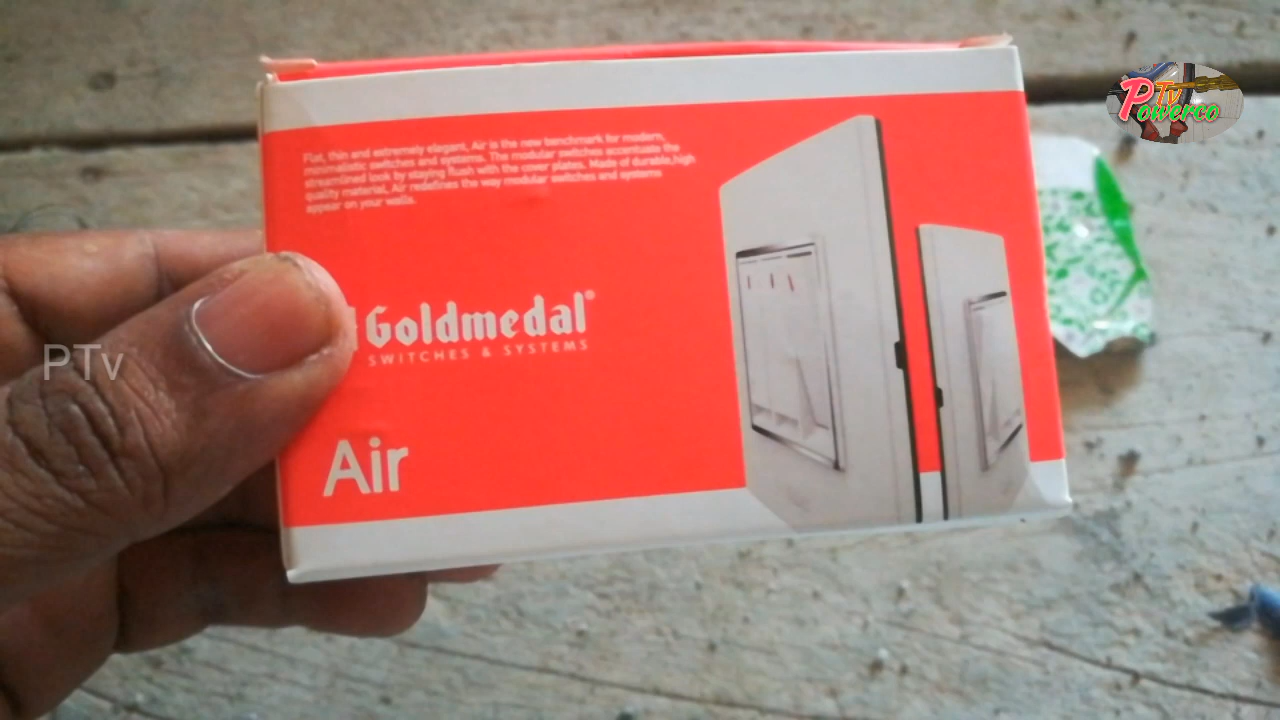 Flat, thin and extremely elegant, Air is the new benchmark for modern,
minimalistic switches and systems. The modular switches accentuate the
streamlined look by staying flush with the cover plates. Made of durable,high
quality material, Air redefines the way modular switches and systems
appear on your walls.
Goldmedal®
SWITCHES & SYSTEMS
Air
PTv
PTv
Powerco